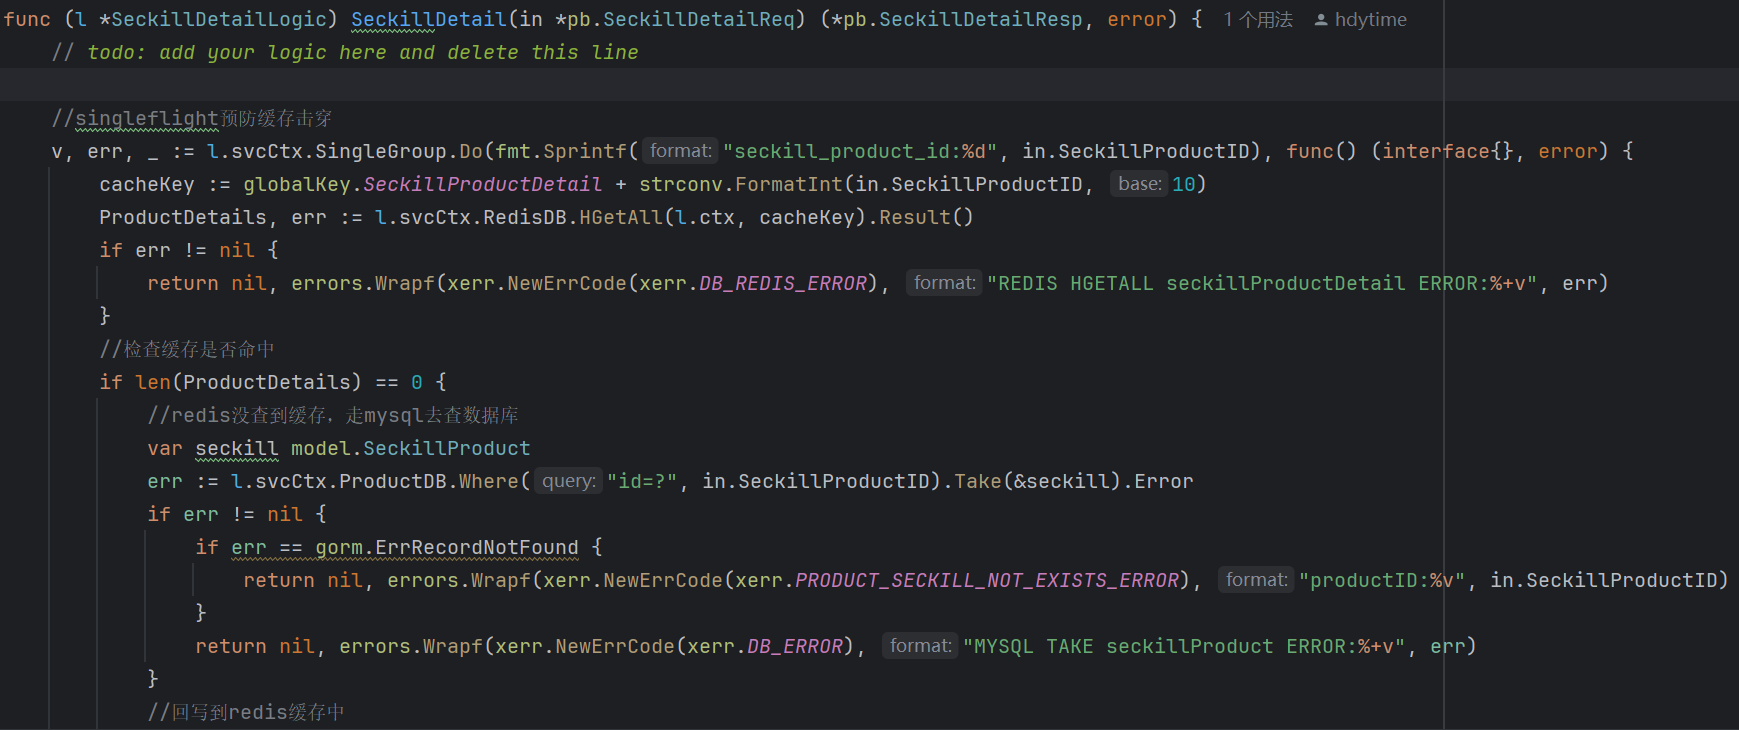 func (l *SeckillDetailLogic) SeckillDetail(in *pb.SeckillDetailReq) (*pb.SeckillDetailResp, error) { 1 个用法 hdytime
// todo: add your logic here and delete this line
//singleflight预防缓存击穿
v, err, _ := l.svcCtx.SingleGroup.Do(fmt.Sprintf( format: "seckill_product_id:%d", in.SeckillProductID), func() (interface{}, error) {
cacheKey := globalKey.SeckillProductDetail + strconv.FormatInt(in.SeckillProductID, base: 10)
ProductDetails, err := l.svcCtx.RedisDB.HGetAll(l.ctx, cacheKey).Result()
if err != nil {
return nil, errors.Wrapf(xerr.NewErrCode(xerr.DB_REDIS_ERROR), format: "REDIS HGETALL seckillProductDetail ERROR:%+v", err)
}
//检查缓存是否命中
if len(ProductDetails) == 0 {
//redis没查到缓存，走mysql去查数据库
var seckill model.SeckillProduct
err := l.svcCtx.ProductDB.Where( query: "id=?", in.SeckillProductID).Take(&seckill).Error
if err != nil {
if err == gorm.ErrRecordNotFound {
return nil, errors.Wrapf(xerr.NewErrCode(xerr.PRODUCT_SECKILL_NOT_EXISTS_ERROR), format: "productID:%v", in.SeckillProductID)
}
return nil, errors.Wrapf(xerr.NewErrCode(xerr.DB_ERROR), format: "MYSQL TAKE seckillProduct ERROR:%+v", err)
}
//回写到redis缓存中